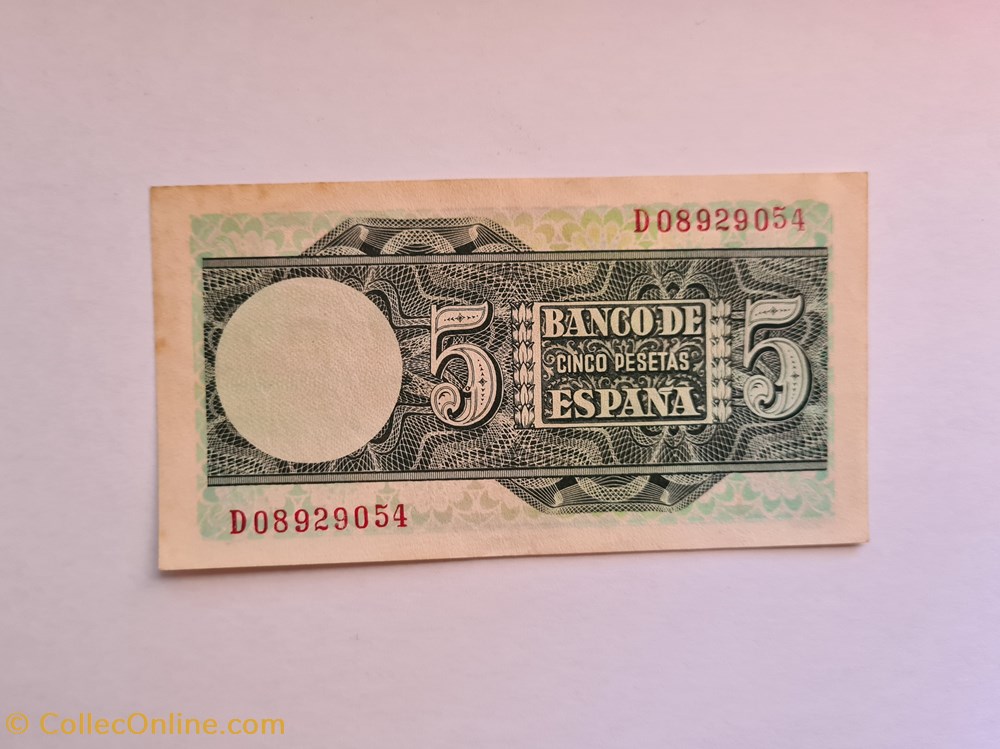 D08929054
5
BANCO DE
CINCO PESETAS
ESPAÑA
5
D08929054
© CollecOnline.com